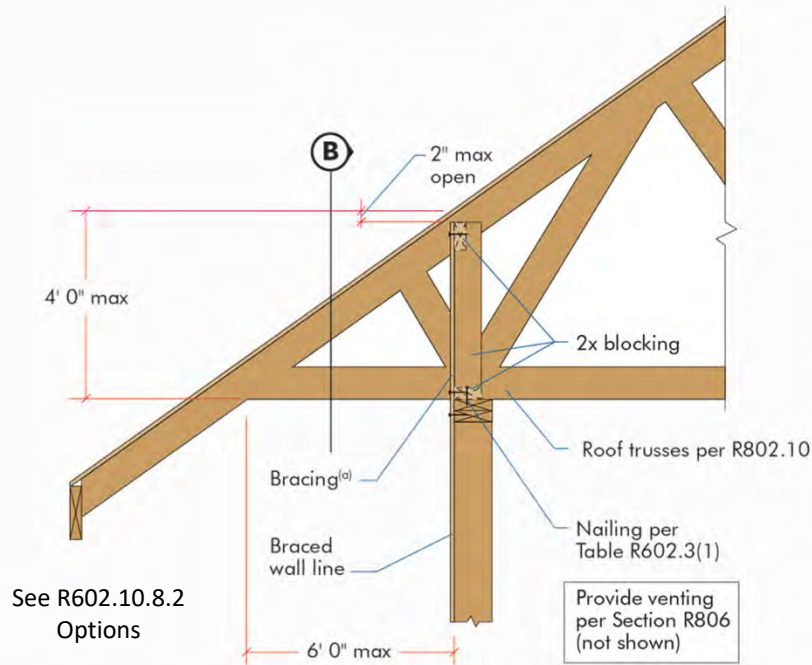 B
2" max
open
4' 0" max
2x blocking
Roof trusses per R802.10
Bracing(a)
Nailing per
Table R602.3(1)
Braced
wall line
See R602.10.8.2
Options
Provide venting
per Section R806
(not shown)
6' 0" max